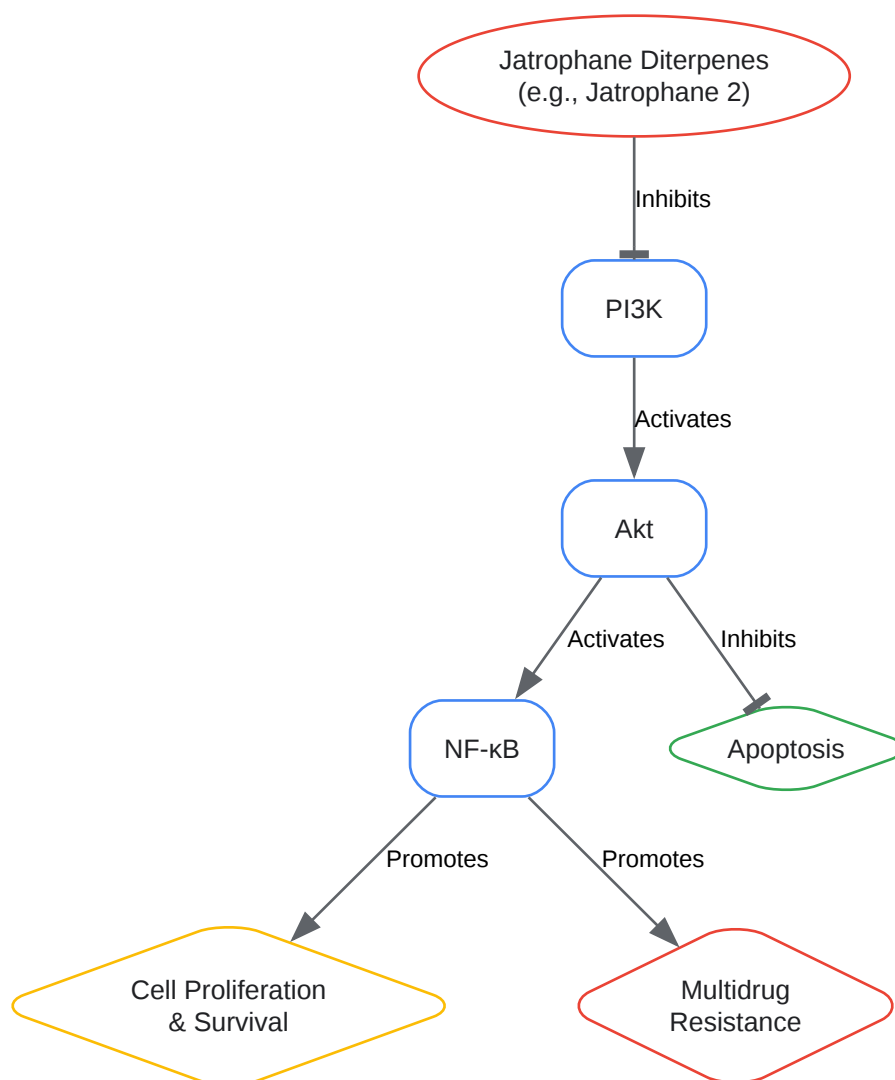 Jatrophane Diterpenes
(e.g., Jatrophane 2)
Inhibits
PI3K
Activates
Akt
Activates
Inhibits
NF-κB
Apoptosis
Promotes
Promotes
Cell Proliferation
& Survival
Multidrug
Resistance